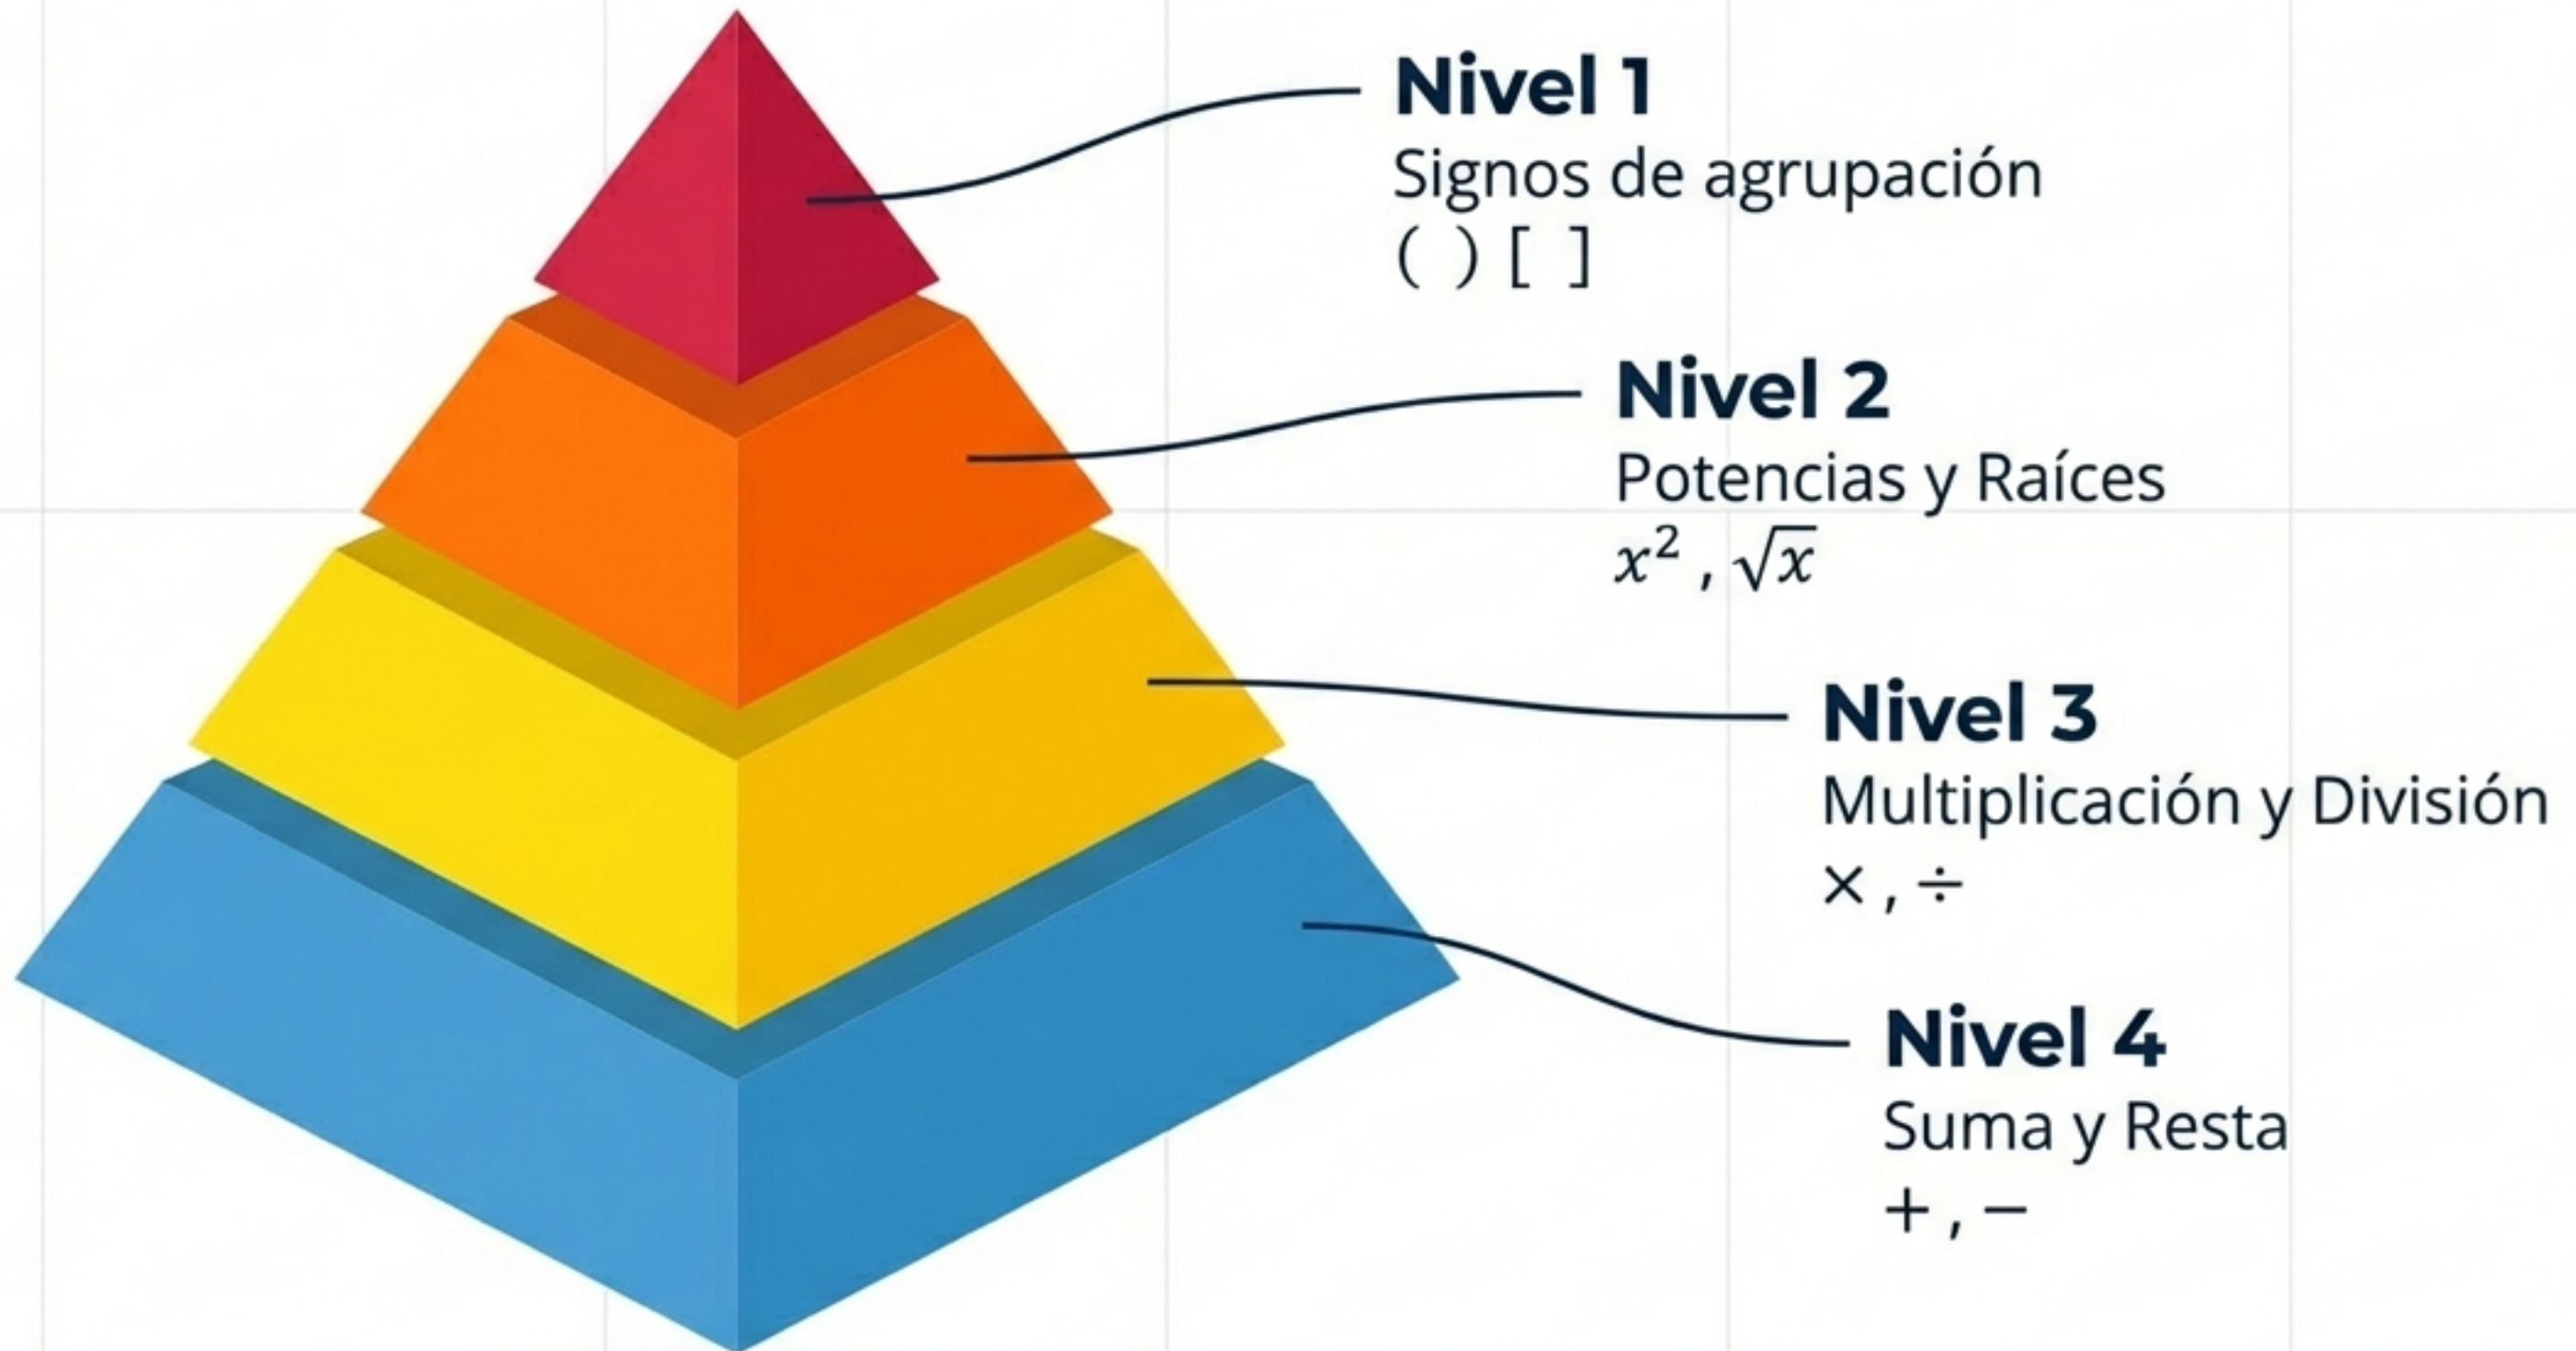 Nivel 1
Signos de agrupación
( ) [ ]
Nivel 2
Potencias y Raíces
x² , √x
Nivel 3
Multiplicación y División
× , ÷
Nivel 4
Suma y Resta
+ , −